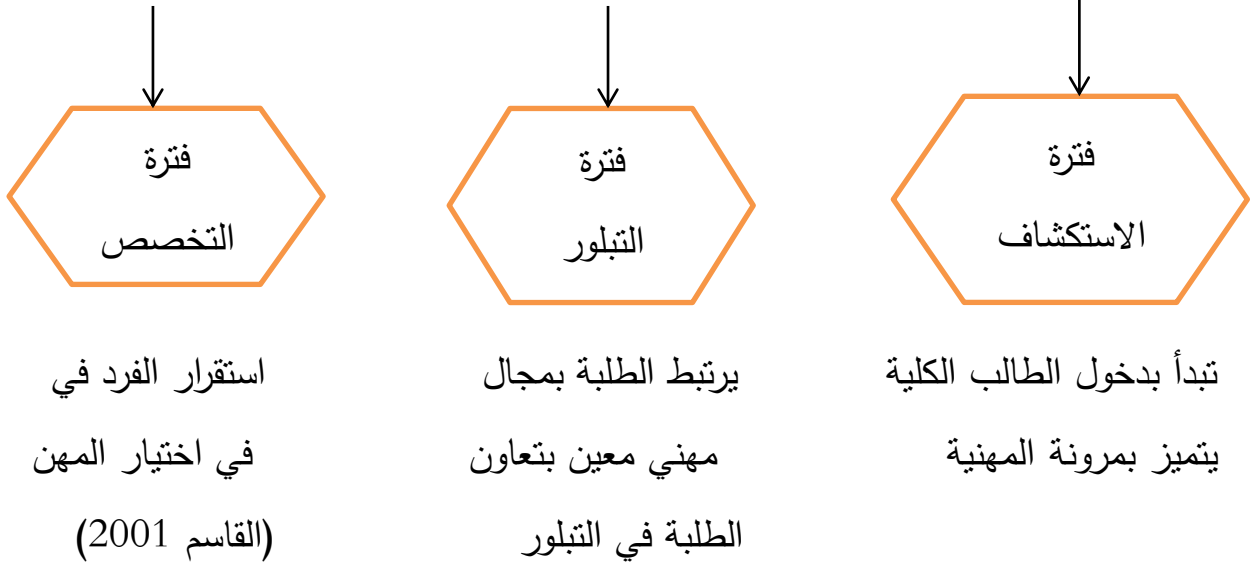 فترة
الاستكشاف
تبدأ بدخول الطالب الكلية
يتميز بمرونة المهنية
فترة
التبلور
يرتبط الطلبة بمجال
مهني معين بتعاون
الطلبة في التبلور
فترة
التخصص
استقرار الفرد في
في اختيار المهن
(القاسم 2001)